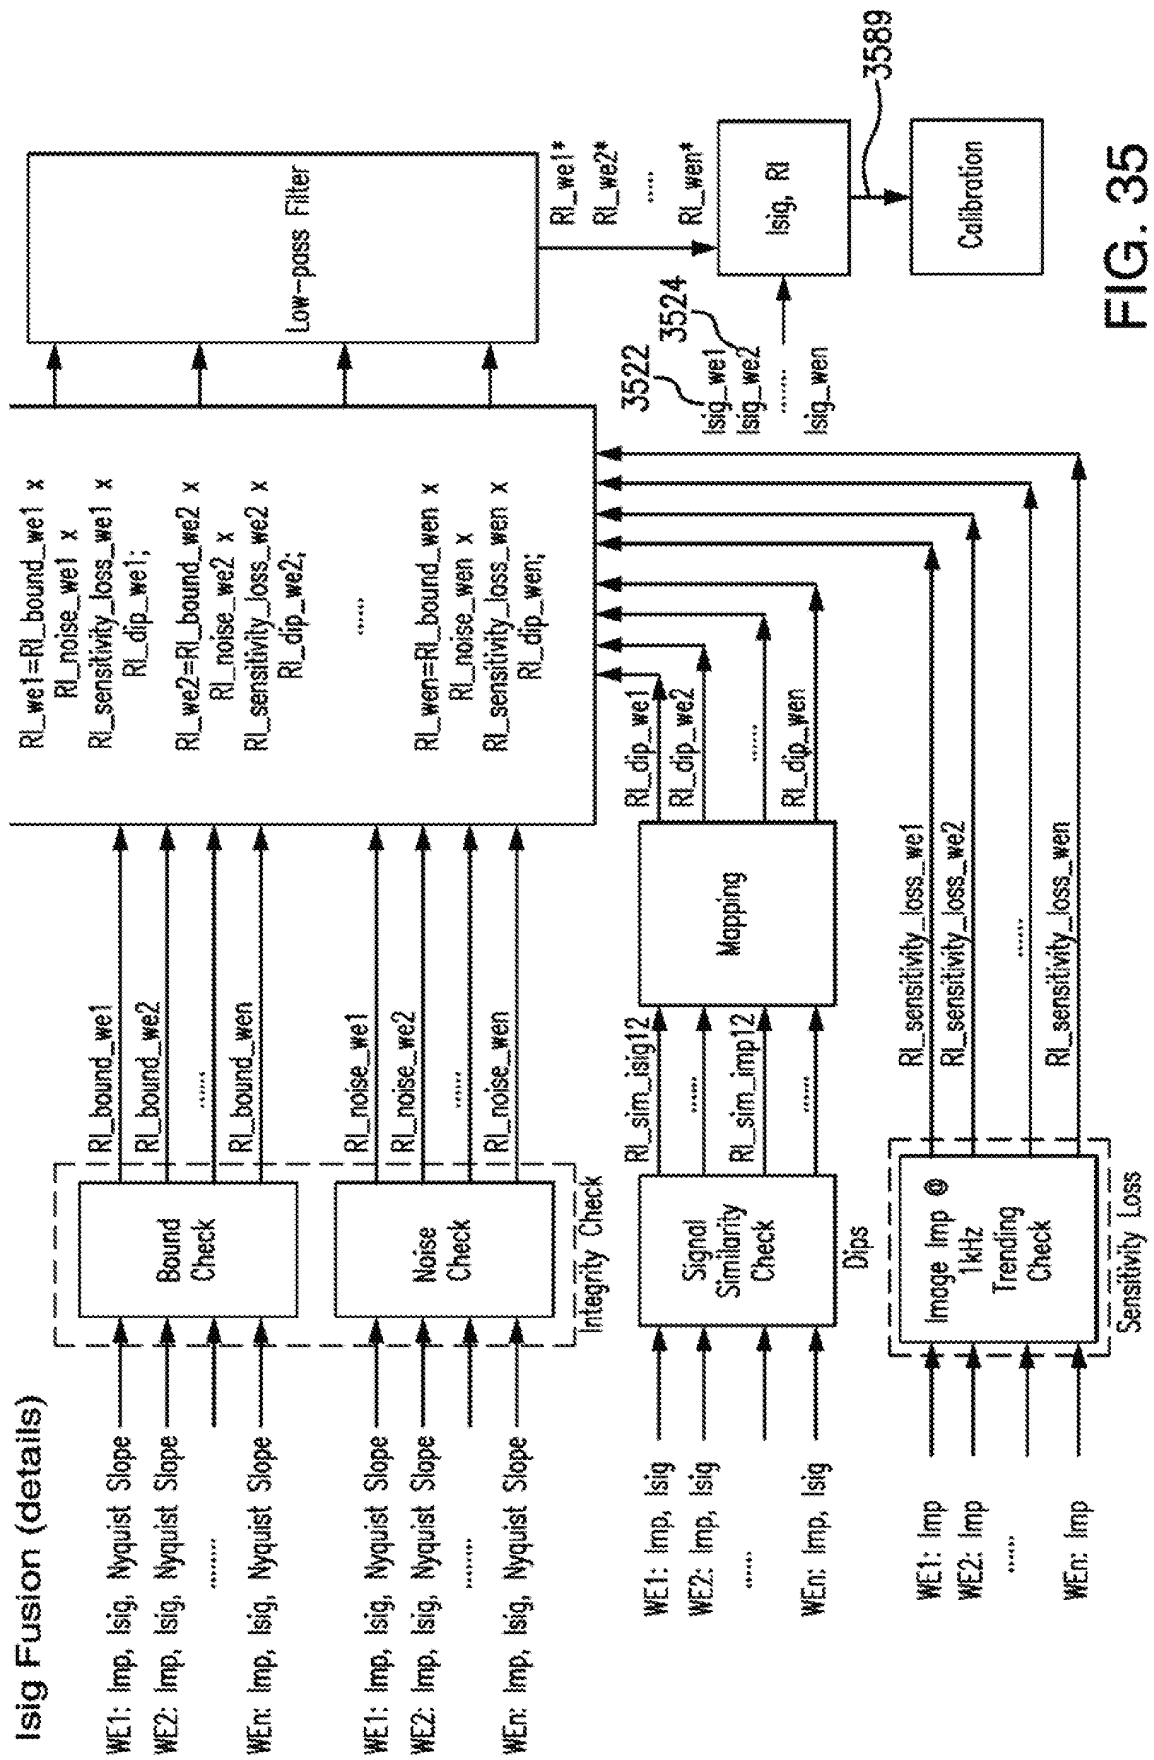 Isig Fusion (details)
WE1: Imp, Isig, Nyquist Slope
WE2: Imp, Isig, Nyquist Slope
.......
WEn: Imp, Isig, Nyquist Slope
Bound
Check
RI_bound_we1
RI_bound_we2
......
RI_bound_wen
WE1: Imp, Isig, Nyquist Slope
WE2: Imp, Isig, Nyquist Slope
.......
WEn: Imp, Isig, Nyquist Slope
Noise
Check
Integrity Check
RI_noise_we1
RI_noise_we2
......
RI_noise_wen
WE1: Imp, Isig
WE2: Imp, Isig
......
WEn: Imp, Isig
Signal
Similarity
Check
Dips
RI_sim_isig12
......
RI_sim_imp12
......
Mapping
RI_dip_we1
RI_dip_we2
......
RI_dip_wen
WE1: Imp
WE2: Imp
......
WEn: Imp
Image Imp @
1kHz
Trending
Check
Sensitivity Loss
RI_sensitivity_loss_we1
RI_sensitivity_loss_we2
......
RI_sensitivity_loss_wen
RI_we1=RI_bound_we1 x
RI_noise_we1 x
RI_sensitivity_loss_we1 x
RI_dip_we1;
RI_we2=RI_bound_we2 x
RI_noise_we2 x
RI_sensitivity_loss_we2 x
RI_dip_we2;
......
RI_wen=RI_bound_wen x
RI_noise_wen x
RI_sensitivity_loss_wen x
RI_dip_wen;
Low-pass Filter
RI_we1*
RI_we2*
.....
RI_wen*
3522
3524
Isig_we1
Isig_we2
.......
Isig_wen
Isig, RI
3589
Calibration
FIG. 35